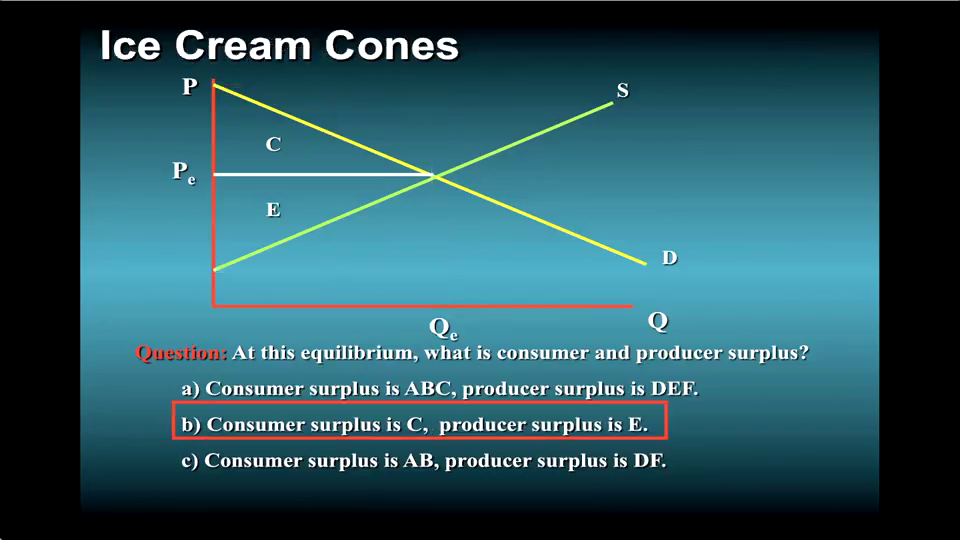 Ice Cream Cones
P
S
C
Pe
E
D
Qe
Q
Question: At this equilibrium, what is consumer and producer surplus?
a) Consumer surplus is ABC, producer surplus is DEF.
b) Consumer surplus is C, producer surplus is E.
c) Consumer surplus is AB, producer surplus is DF.